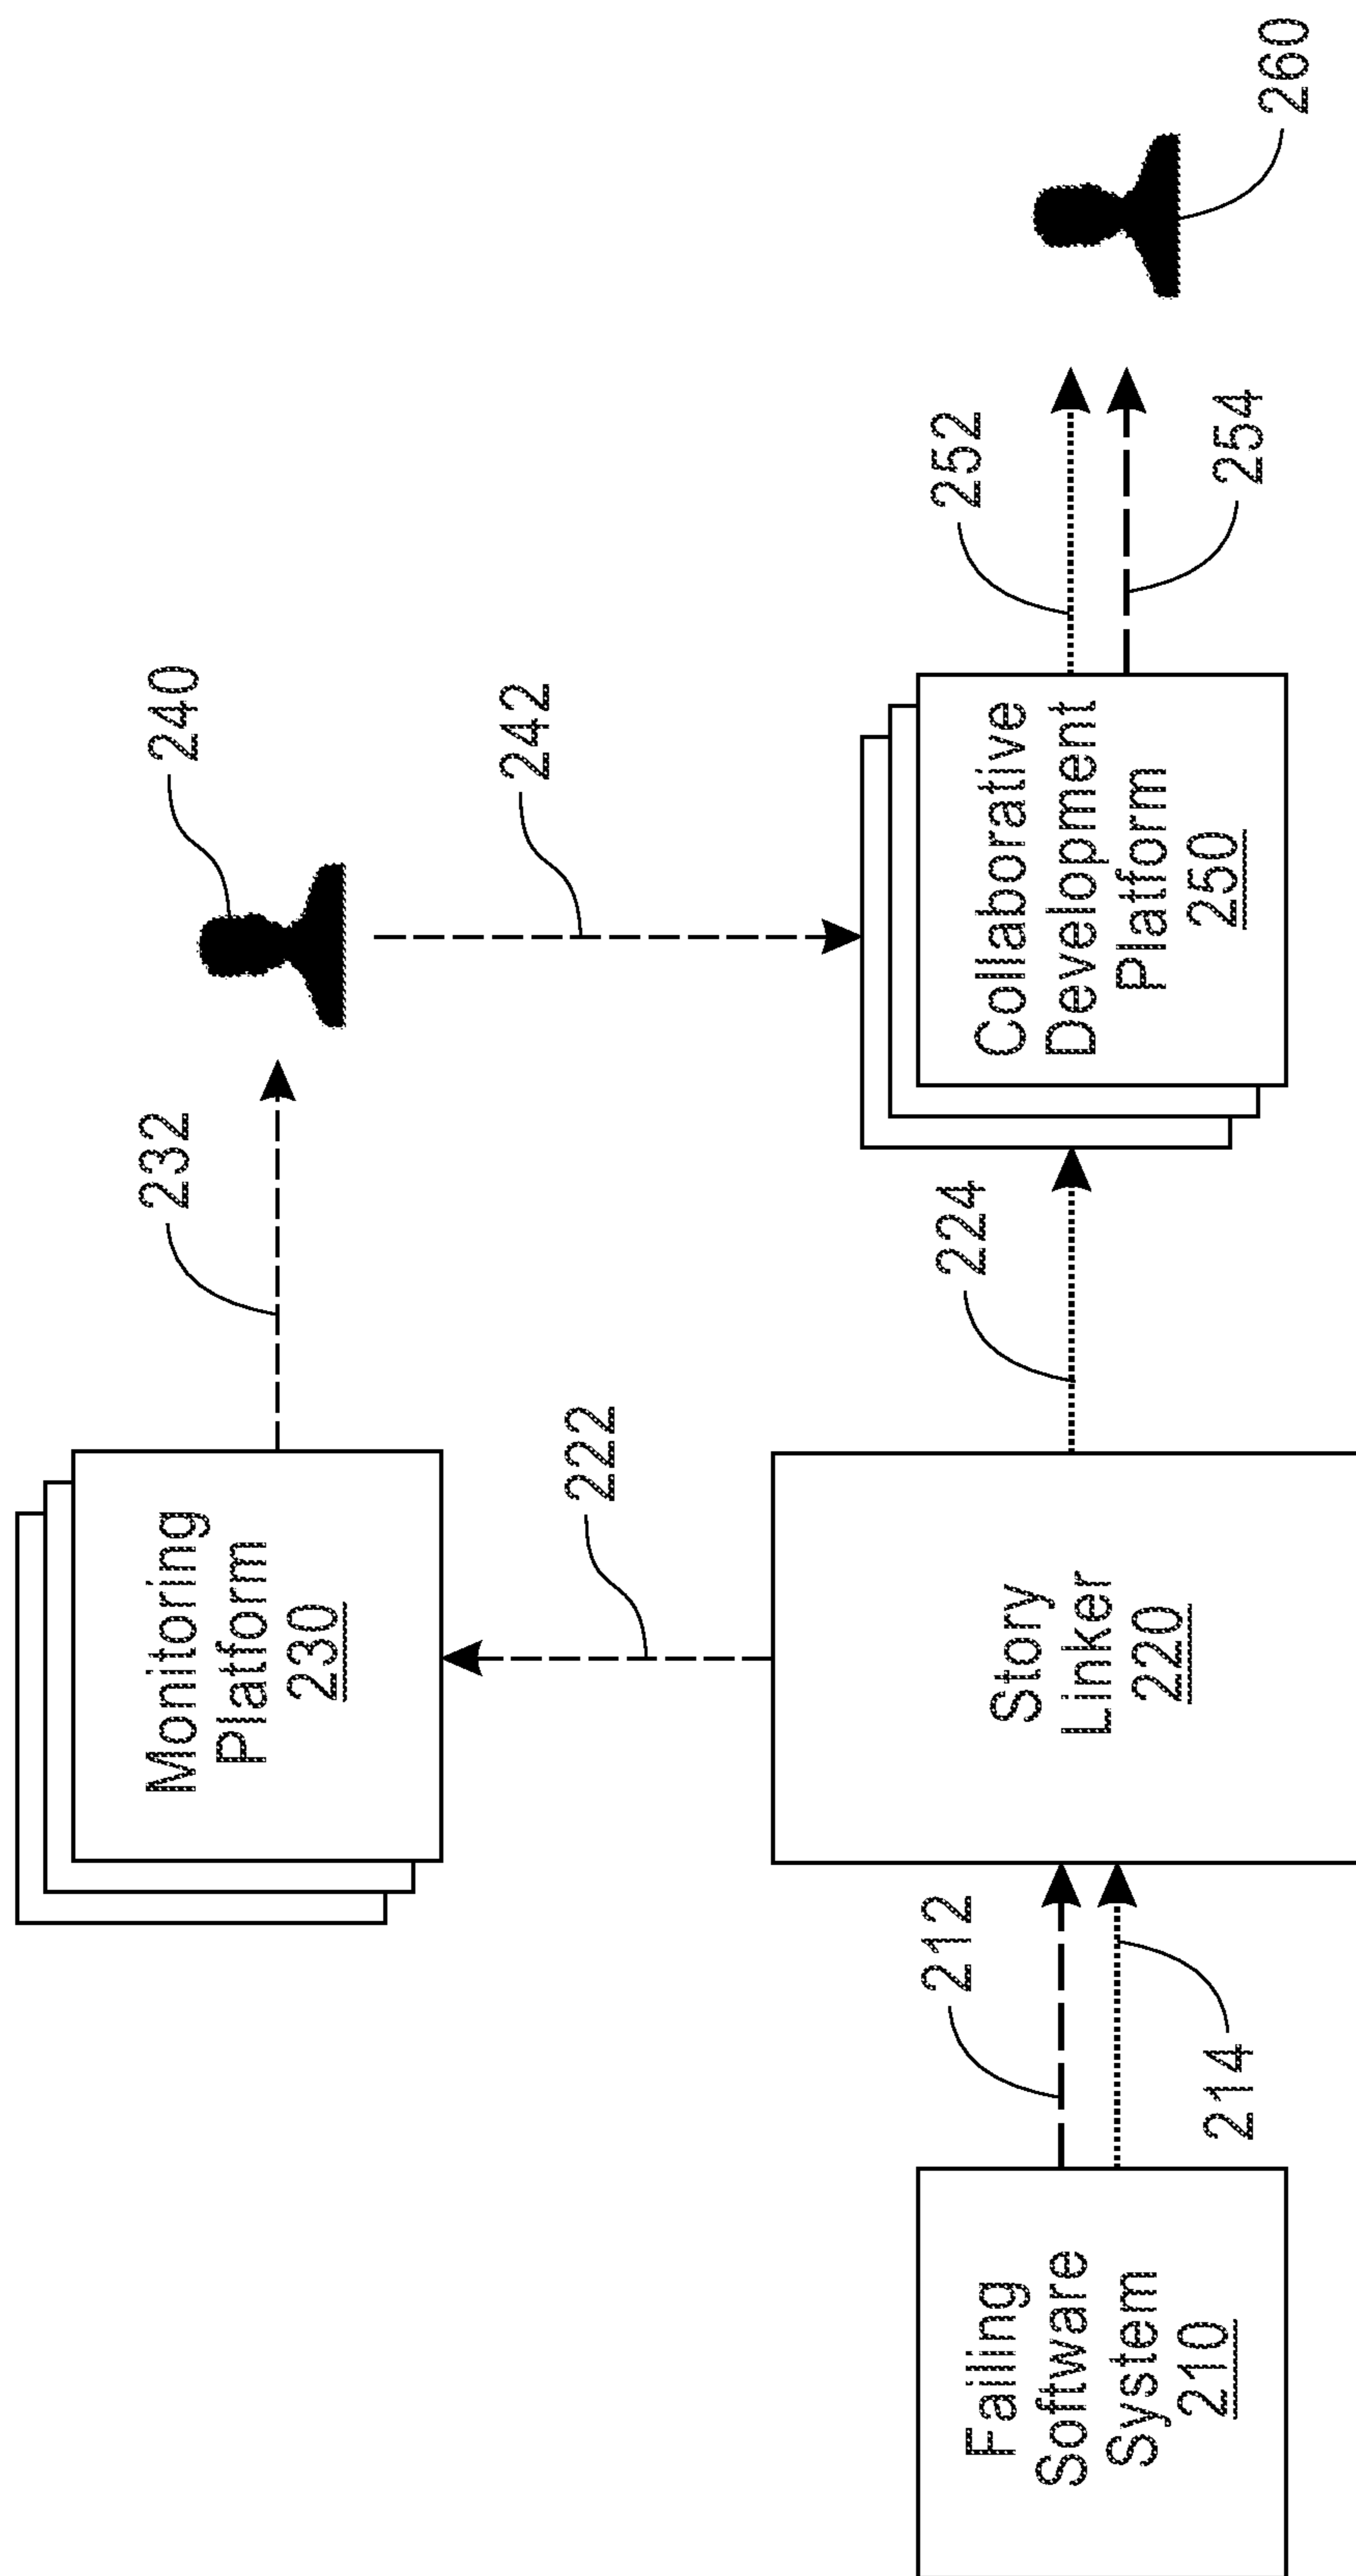 Monitoring
Platform
230
232
240
222
242
Failing
Software
System
210
212
214
Story
Linker
220
224
Collaborative
Development
Platform
250
252
254
260